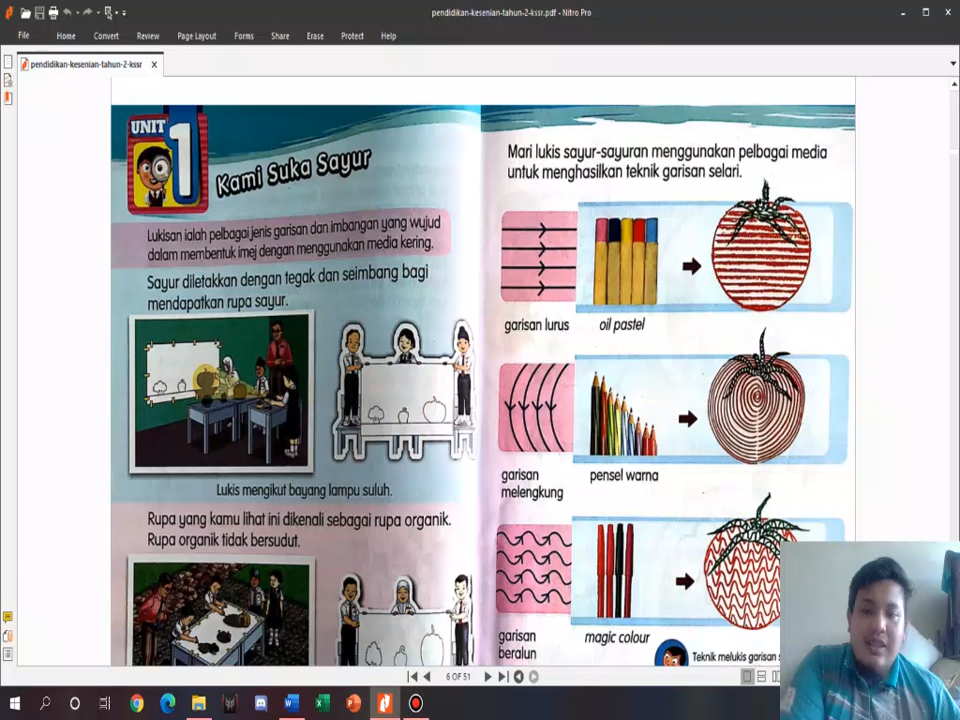 pendidikan-kesenian-tahun-2-kssr.pdf - Nitro Pro
File Home Convert Review Page Layout Forms Share Erase Protect Help
pendidikan-kesenian-tahun-2-kssr
UNIT
1
Kami Suka Sayur
Lukisan ialah pelbagai jenis garisan dan imbangan yang wujud
dalam membentuk imej dengan menggunakan media kering.
Sayur diletakkan dengan tegak dan seimbang bagi
mendapatkan rupa sayur.
Lukis mengikut bayang lampu suluh.
Rupa yang kamu lihat ini dikenali sebagai rupa organik.
Rupa organik tidak bersudut.
Mari lukis sayur-sayuran menggunakan pelbagai media
untuk menghasilkan teknik garisan selari.
garisan lurus
oil pastel
garisan
melengkung
pensel warna
garisan
beralun
magic colour
Teknik melukis garisan
6 OF 51